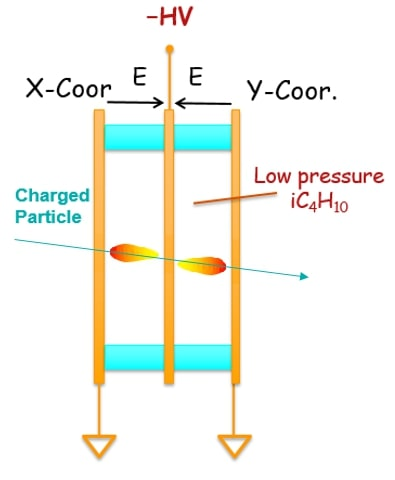 –HV
X-Coor
E
E
Y-Coor.
Low pressure
iC₄H₁₀
Charged
Particle